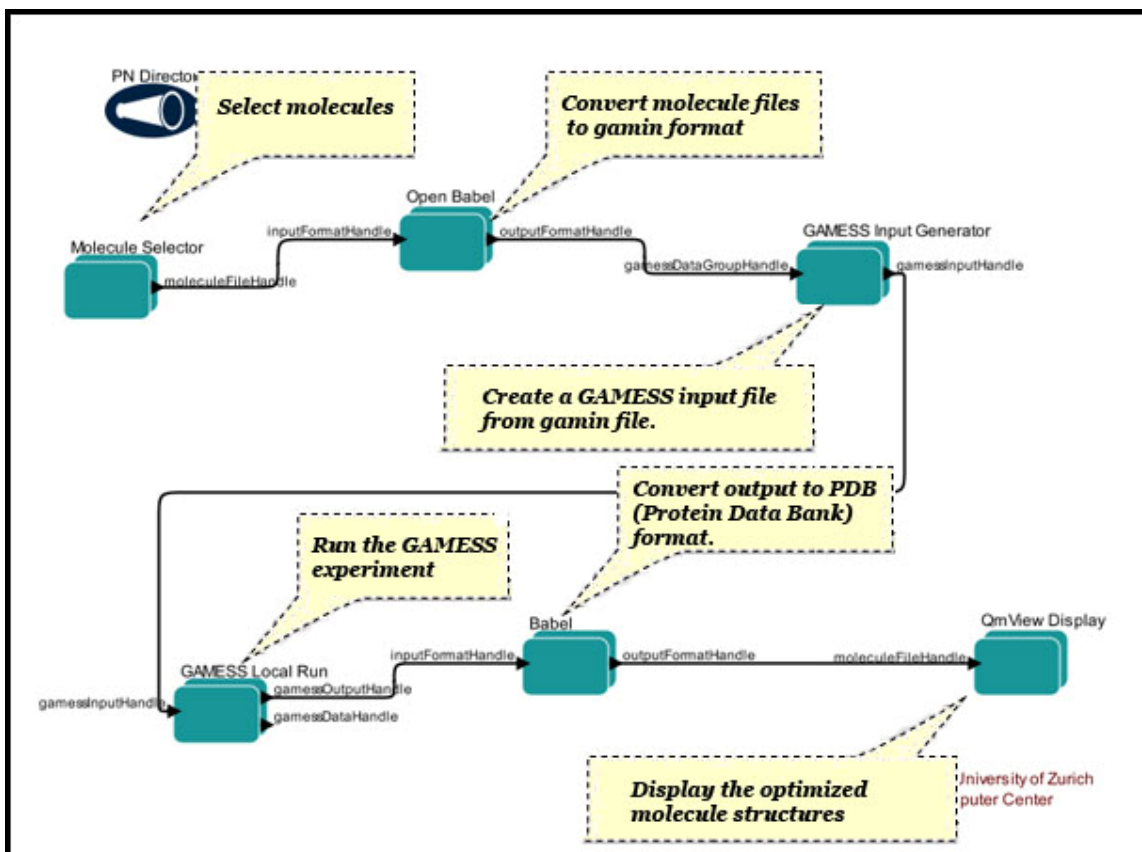 PN Director
Select molecules
Convert molecule files
to gamin format
Open Babel
inputFormatHandle
outputFormatHandle
GAMESS Input Generator
Molecule Selector
moleculeFileHandle
gamessDataGroupHandle
gamessInputHandle
Create a GAMESS input file
from gamin file.
Convert output to PDB
(Protein Data Bank)
format.
Run the GAMESS
experiment
Babel
QmView Display
GAMESS Local Run
inputFormatHandle
outputFormatHandle
moleculeFileHandle
gamessInputHandle
gamessOutputHandle
gamessDataHandle
Display the optimized
molecule structures
University of Zurich
puter Center